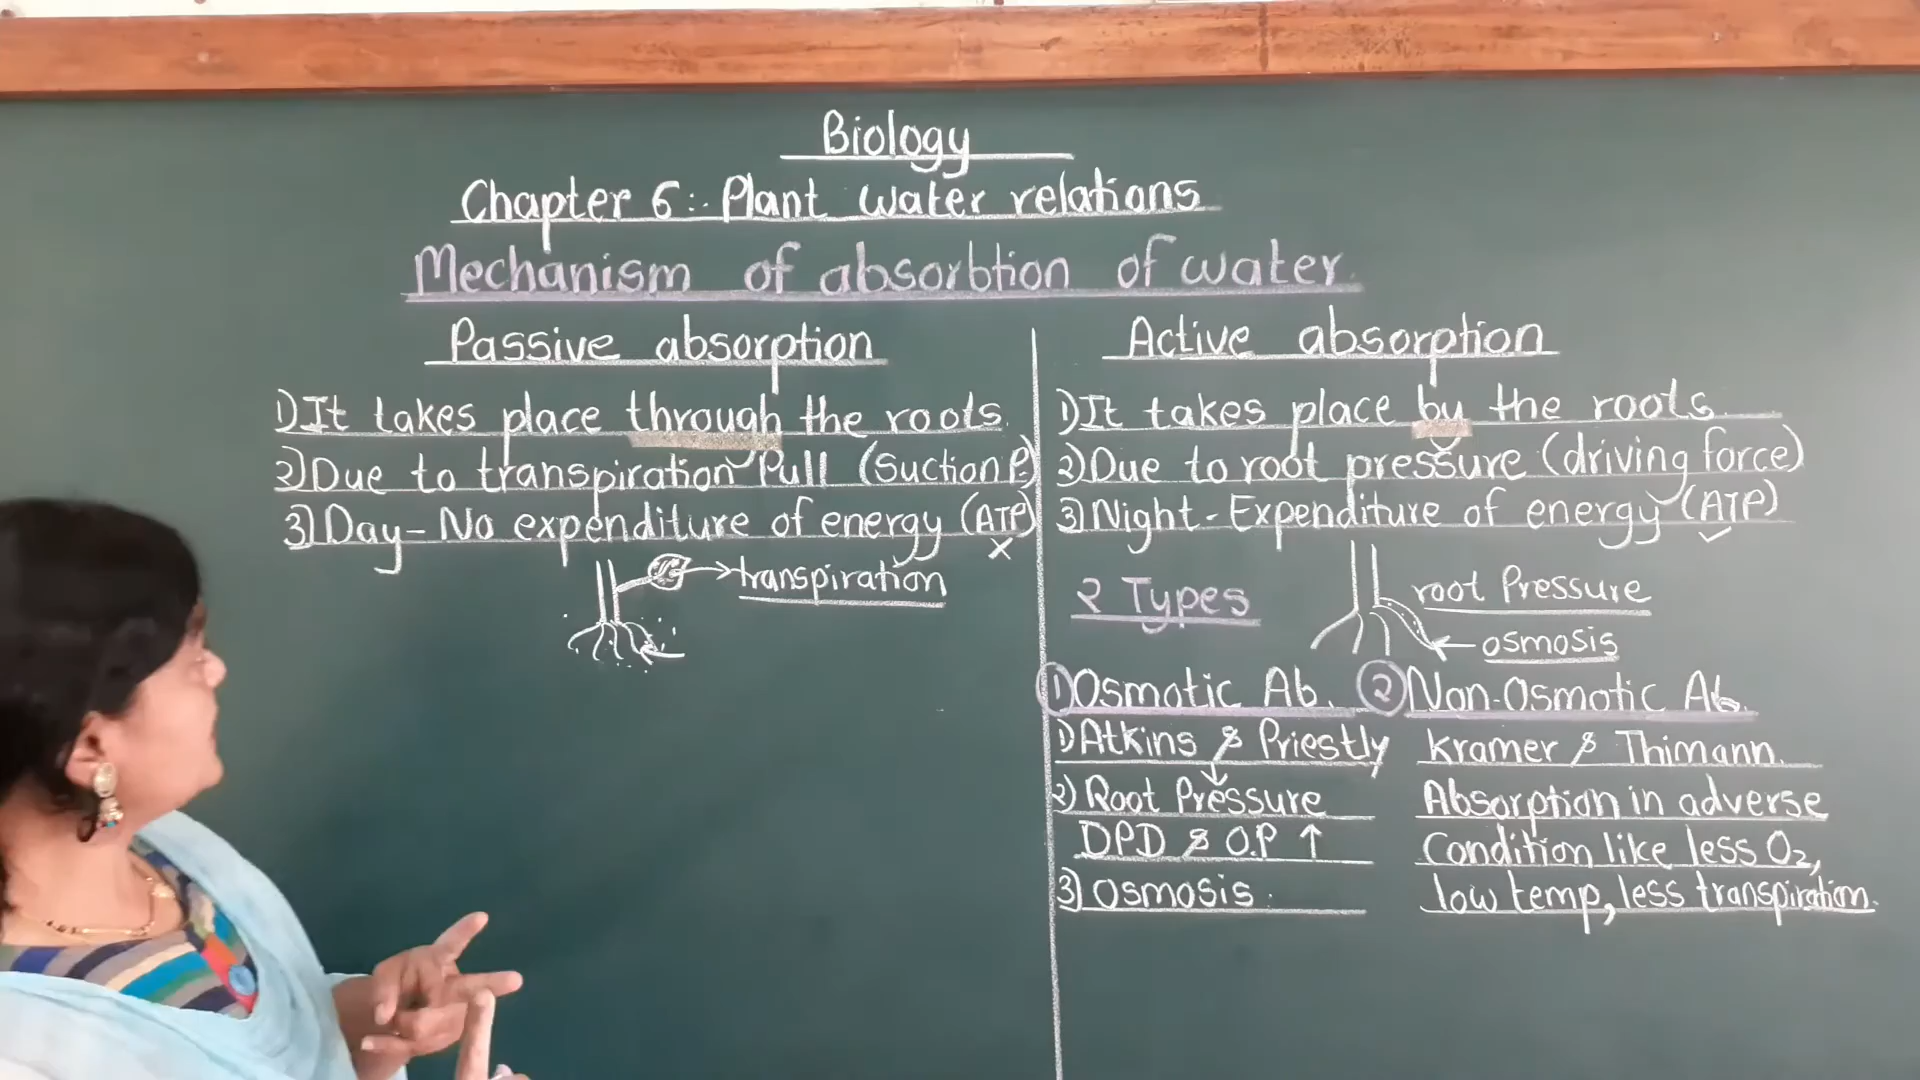 Biology
Chapter 6:- Plant water relations
Mechanism of absorbtion of water.
Passive absorption
1) It takes place through the roots.
2) Due to transpiration Pull (Suction P.)
3) Day - No expenditure of energy (ATP)
×
transpiration
Active absorption
1) It takes place by the roots.
2) Due to root pressure (driving force)
3) Night - Expenditure of energy (ATP)
✓
2 Types
root Pressure
osmosis
1 Osmotic Ab.
1) Atkins & Priestly
2) Root Pressure
DPD & O.P ↑
3) osmosis.
2 Non-Osmotic Ab.
Kramer & Thimann.
Absorption in adverse
Condition like less O₂,
low temp, less transpiration.